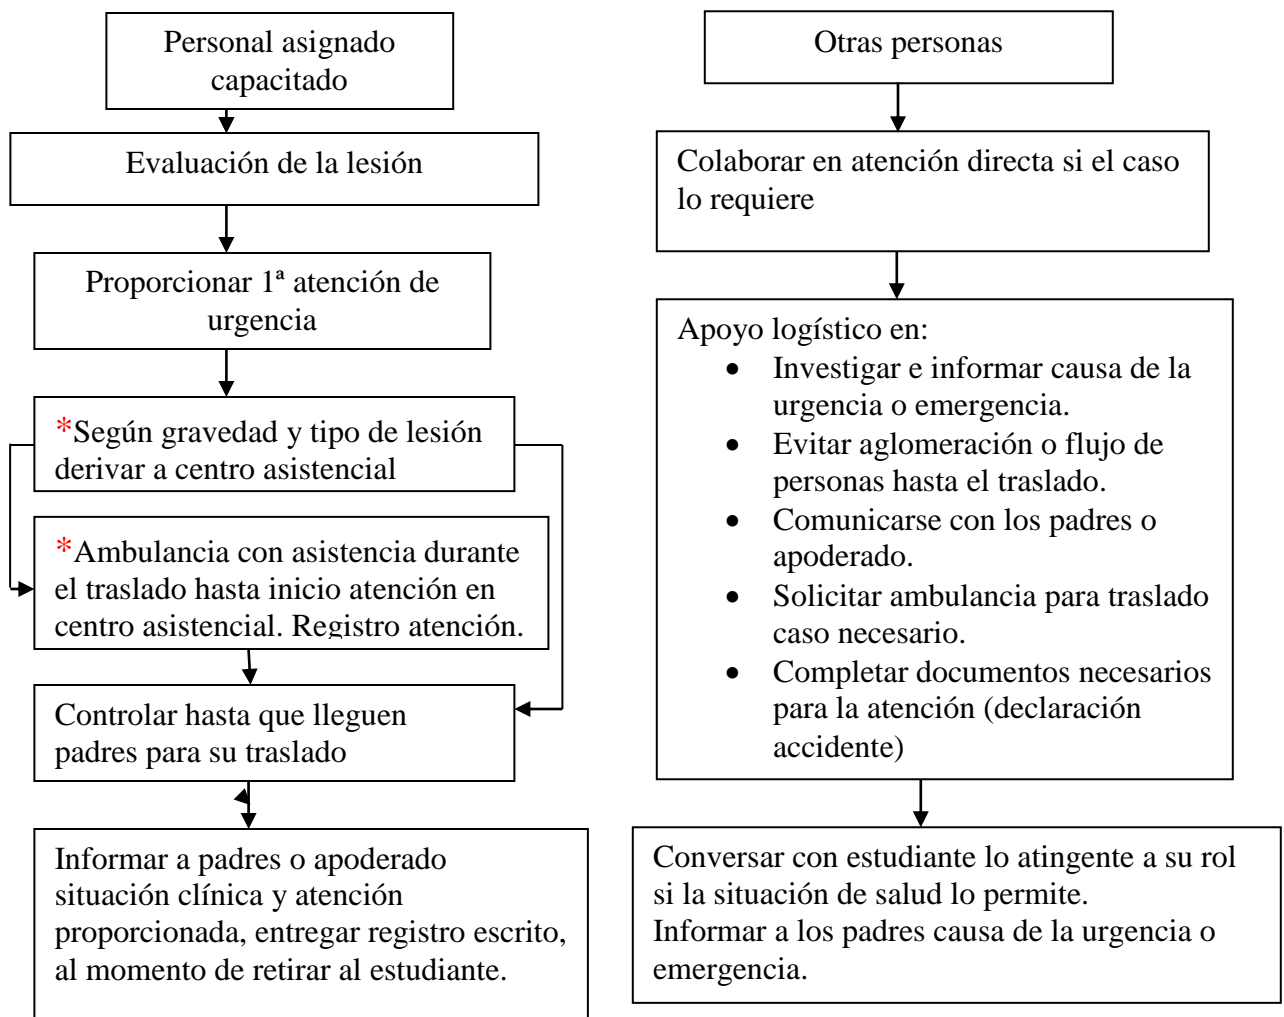 Personal asignado
capacitado
Evaluación de la lesión
Proporcionar 1ª atención de
urgencia
*Según gravedad y tipo de lesión
derivar a centro asistencial
*Ambulancia con asistencia durante
el traslado hasta inicio atención en
centro asistencial. Registro atención.
Controlar hasta que lleguen
padres para su traslado
Informar a padres o apoderado
situación clínica y atención
proporcionada, entregar registro escrito,
al momento de retirar al estudiante.
Otras personas
Colaborar en atención directa si el caso
lo requiere
Apoyo logístico en:
• Investigar e informar causa de la
urgencia o emergencia.
• Evitar aglomeración o flujo de
personas hasta el traslado.
• Comunicarse con los padres o
apoderado.
• Solicitar ambulancia para traslado
caso necesario.
• Completar documentos necesarios
para la atención (declaración
accidente)
Conversar con estudiante lo atingente a su rol
si la situación de salud lo permite.
Informar a los padres causa de la urgencia o
emergencia.